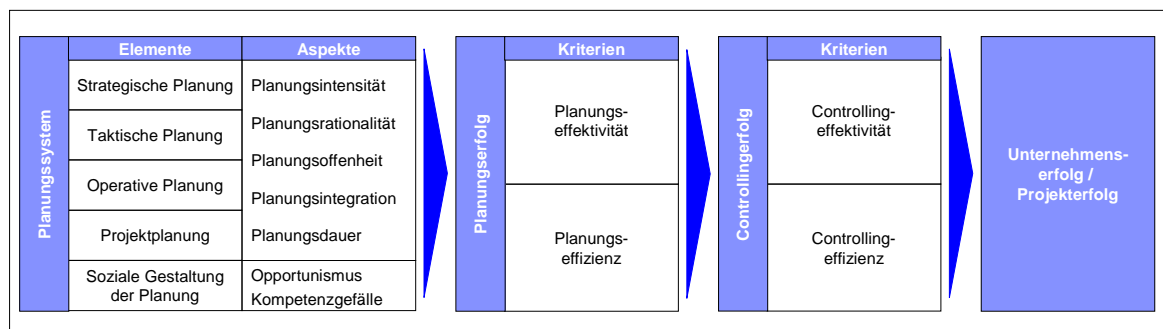 Planungssystem
Elemente
Strategische Planung
Taktische Planung
Operative Planung
Projektplanung
Soziale Gestaltung
der Planung
Aspekte
Planungsintensität
Planungsrationalität
Planungsoffenheit
Planungsintegration
Planungsdauer
Opportunismus
Kompetenzgefälle
Planungserfolg
Kriterien
Planungs-
effektivität
Planungs-
effizienz
Controllingerfolg
Kriterien
Controlling-
effektivität
Controlling-
effizienz
Unternehmens-
erfolg /
Projekterfolg